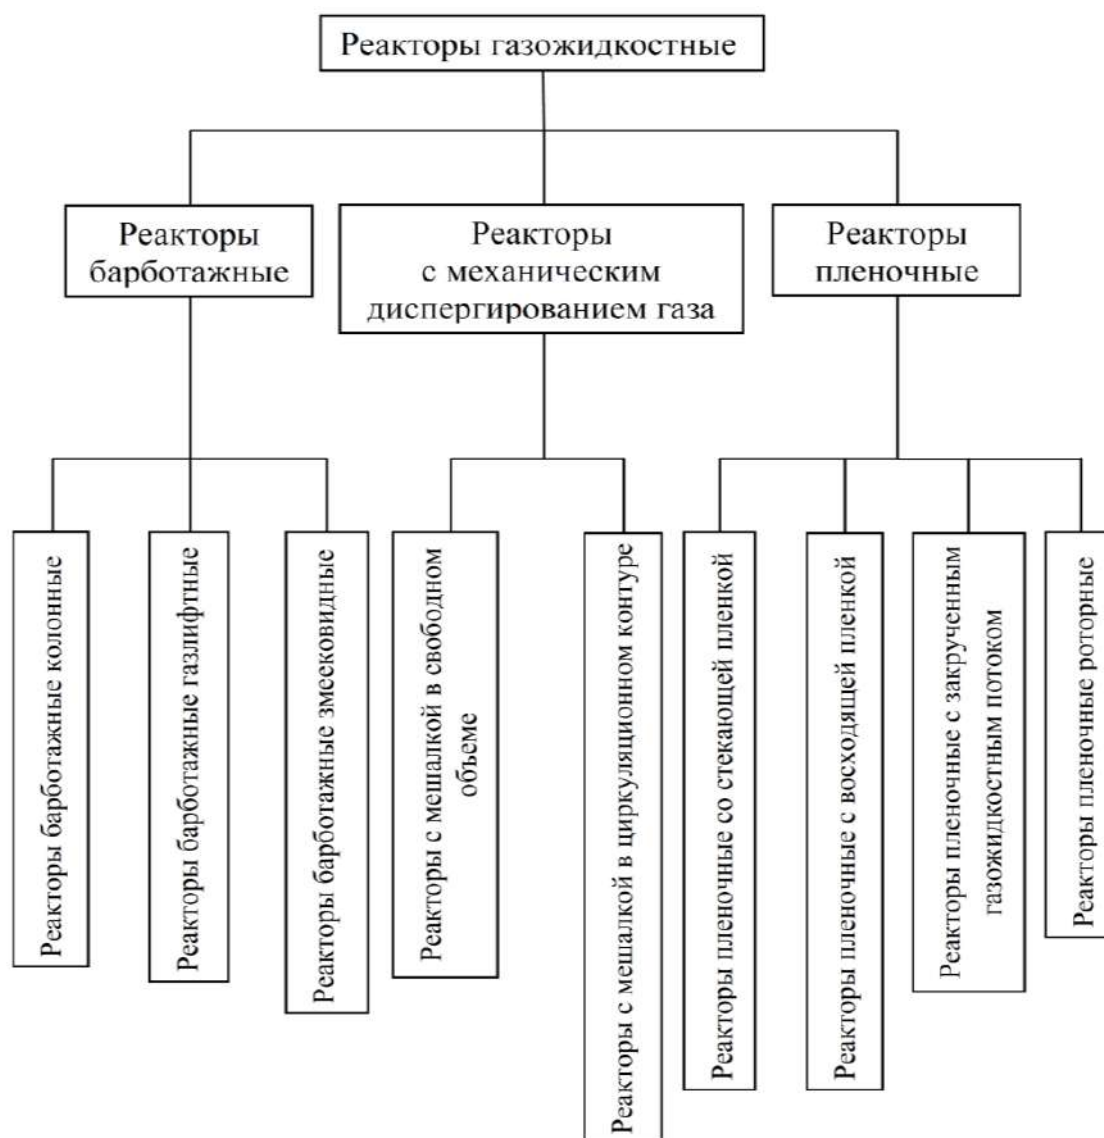 Реакторы газожидкостные
Реакторы
барботажные
Реакторы
с механическим
диспергированием газа
Реакторы
пленочные
Реакторы барботажные колонные
Реакторы барботажные газлифтные
Реакторы барботажные змеековидные
Реакторы с мешалкой в свободном
объеме
Реакторы с мешалкой в циркуляционном контуре
Реакторы пленочные со стекающей пленкой
Реакторы пленочные с восходящей пленкой
Реакторы пленочные с закрученным
газожидкостным потоком
Реакторы пленочные роторные